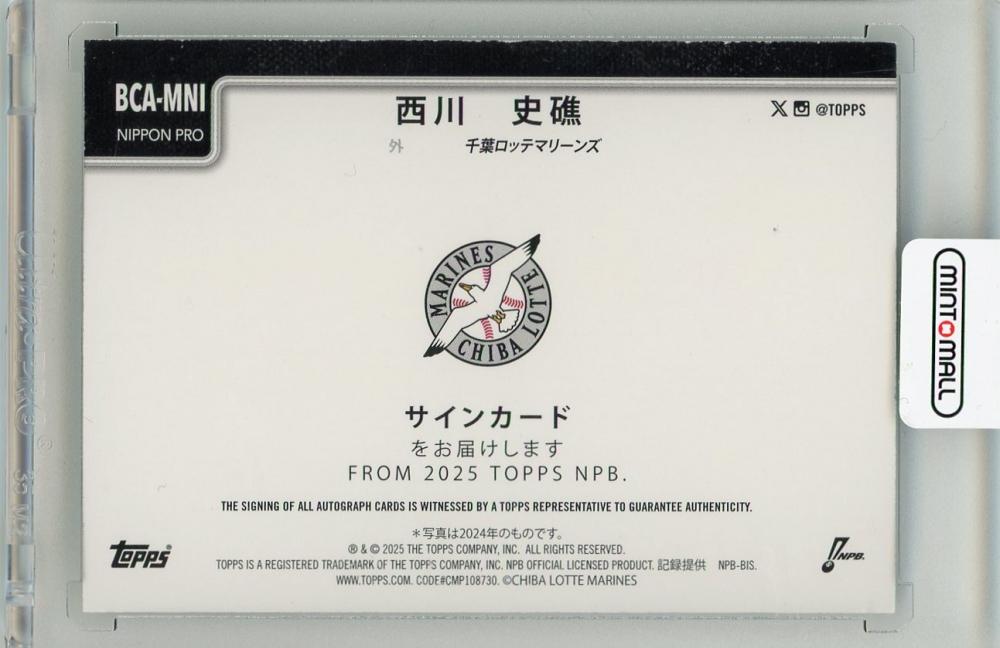 BCA-MNI
NIPPON PRO
西川 史礁
外 千葉ロッテマリーンズ
@TOPPS
MARINES
CHIBA LOTTE
サインカード
をお届けします
FROM 2025 TOPPS NPB.
THE SIGNING OF ALL AUTOGRAPH CARDS IS WITNESSED BY A TOPPS REPRESENTATIVE TO GUARANTEE AUTHENTICITY.
*写真は2024年のものです。
® & © 2025 THE TOPPS COMPANY, INC. ALL RIGHTS RESERVED.
TOPPS IS A REGISTERED TRADEMARK OF THE TOPPS COMPANY, INC. NPB OFFICIAL LICENSED PRODUCT. 記録提供 NPB-BIS.
WWW.TOPPS.COM. CODE#CMP108730. ©CHIBA LOTTE MARINES
topps®
NPB.
MINT MALL